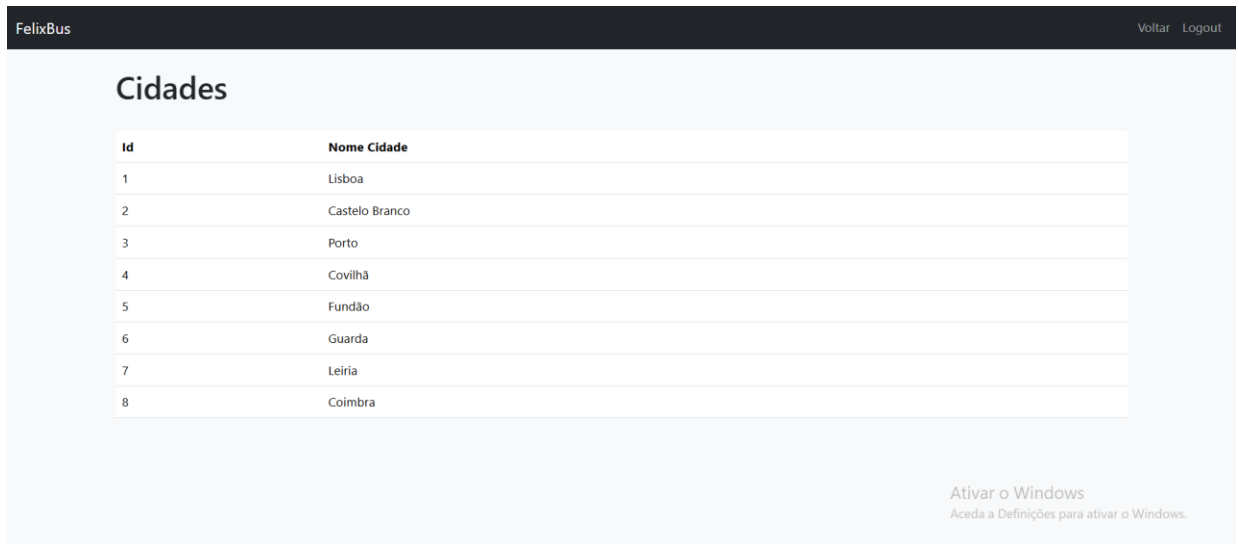 FelixBus Voltar Logout
Cidades
Id Nome Cidade
1 Lisboa
2 Castelo Branco
3 Porto
4 Covilhã
5 Fundão
6 Guarda
7 Leiria
8 Coimbra
Ativar o Windows
Aceda a Definições para ativar o Windows.